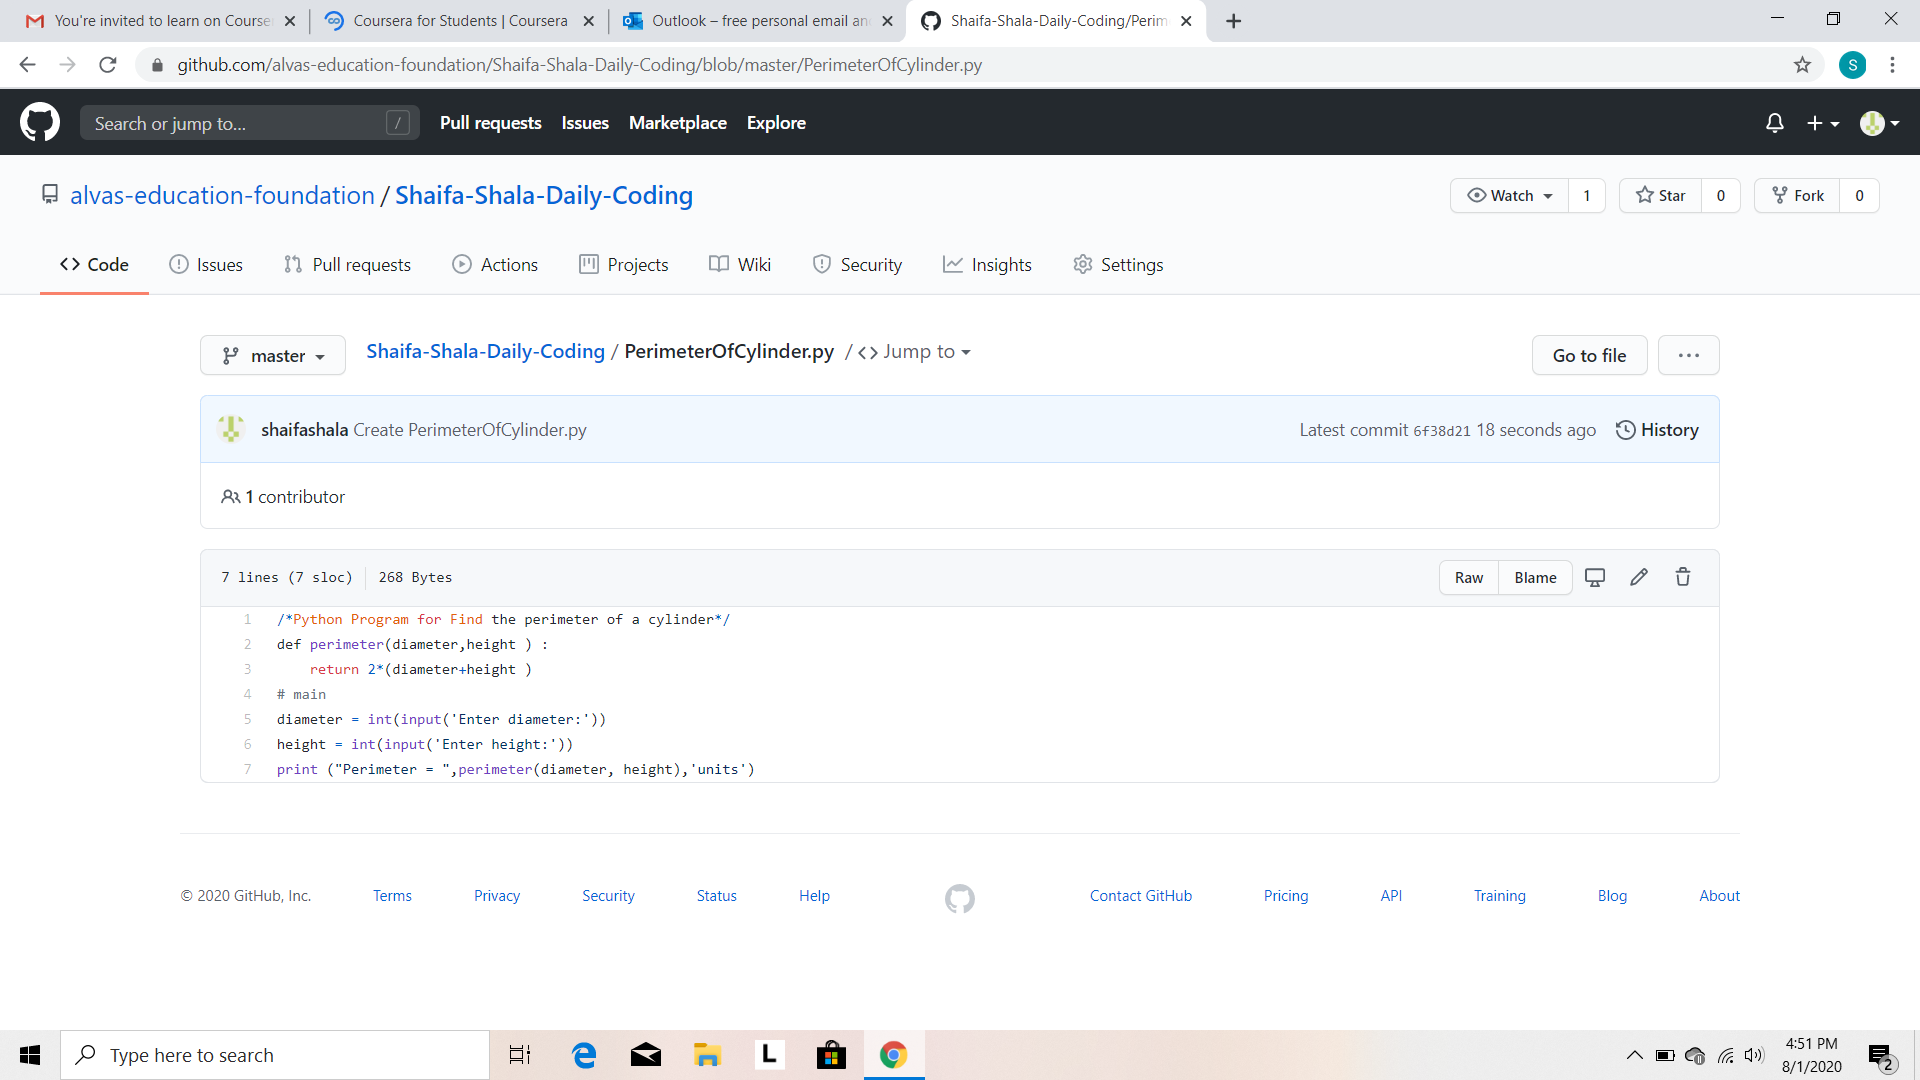 You're invited to learn on Course
Coursera for Students | Coursera
Outlook – free personal email an
Shaifa-Shala-Daily-Coding/Perim
github.com/alvas-education-foundation/Shaifa-Shala-Daily-Coding/blob/master/PerimeterOfCylinder.py
S
Search or jump to... /
Pull requests Issues Marketplace Explore
alvas-education-foundation / Shaifa-Shala-Daily-Coding
Watch 1 Star 0 Fork 0
Code Issues Pull requests Actions Projects Wiki Security Insights Settings
master Shaifa-Shala-Daily-Coding / PerimeterOfCylinder.py / <> Jump to Go to file ...
shaifashala Create PerimeterOfCylinder.py Latest commit 6f38d21 18 seconds ago History
1 contributor
7 lines (7 sloc) 268 Bytes Raw Blame
1 /*Python Program for Find the perimeter of a cylinder*/
2 def perimeter(diameter,height ) :
3 return 2*(diameter+height )
4 # main
5 diameter = int(input('Enter diameter:'))
6 height = int(input('Enter height:'))
7 print ("Perimeter = ",perimeter(diameter, height),'units')
© 2020 GitHub, Inc. Terms Privacy Security Status Help Contact GitHub Pricing API Training Blog About
Type here to search
L
4:51 PM
8/1/2020
2